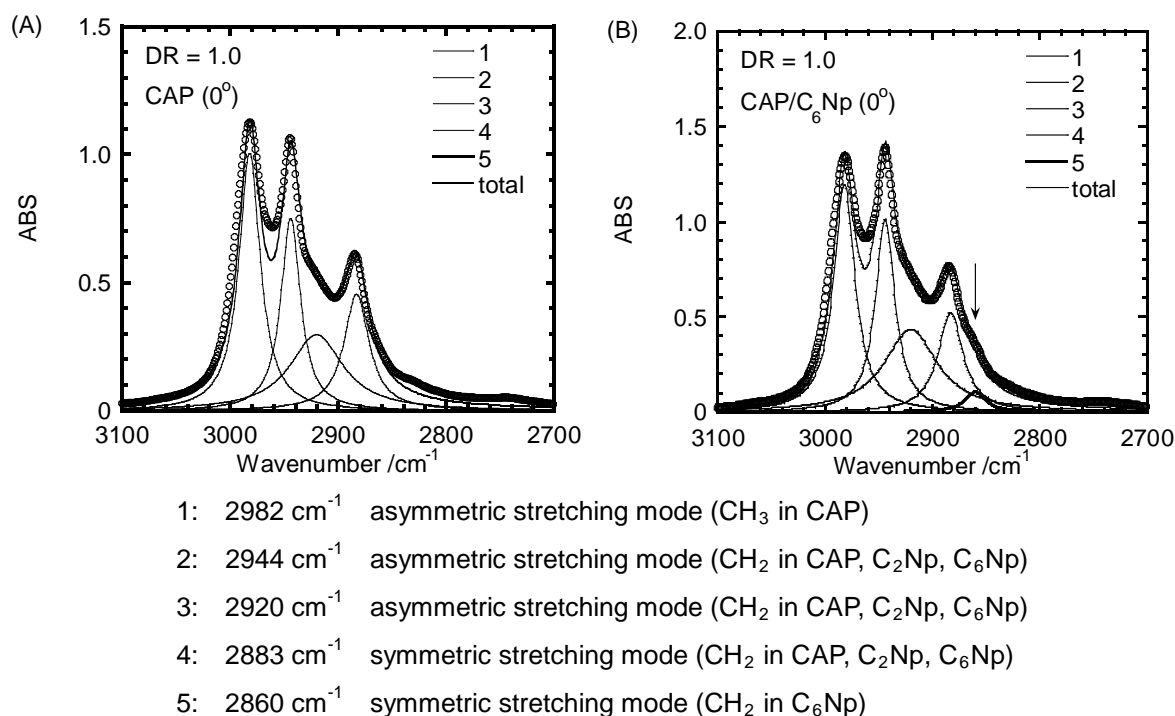 (A)
1.5
1.0
0.5
0
ABS
DR = 1.0
CAP (0°)
1
2
3
4
5
total
3100 3000 2900 2800 2700
Wavenumber /cm⁻¹
(B)
2.0
1.5
1.0
0.5
0
ABS
DR = 1.0
CAP/C₆Np (0°)
1
2
3
4
5
total
3100 3000 2900 2800 2700
Wavenumber /cm⁻¹
1: 2982 cm⁻¹ asymmetric stretching mode (CH₃ in CAP)
2: 2944 cm⁻¹ asymmetric stretching mode (CH₂ in CAP, C₂Np, C₆Np)
3: 2920 cm⁻¹ asymmetric stretching mode (CH₂ in CAP, C₂Np, C₆Np)
4: 2883 cm⁻¹ symmetric stretching mode (CH₂ in CAP, C₂Np, C₆Np)
5: 2860 cm⁻¹ symmetric stretching mode (CH₂ in C₆Np)